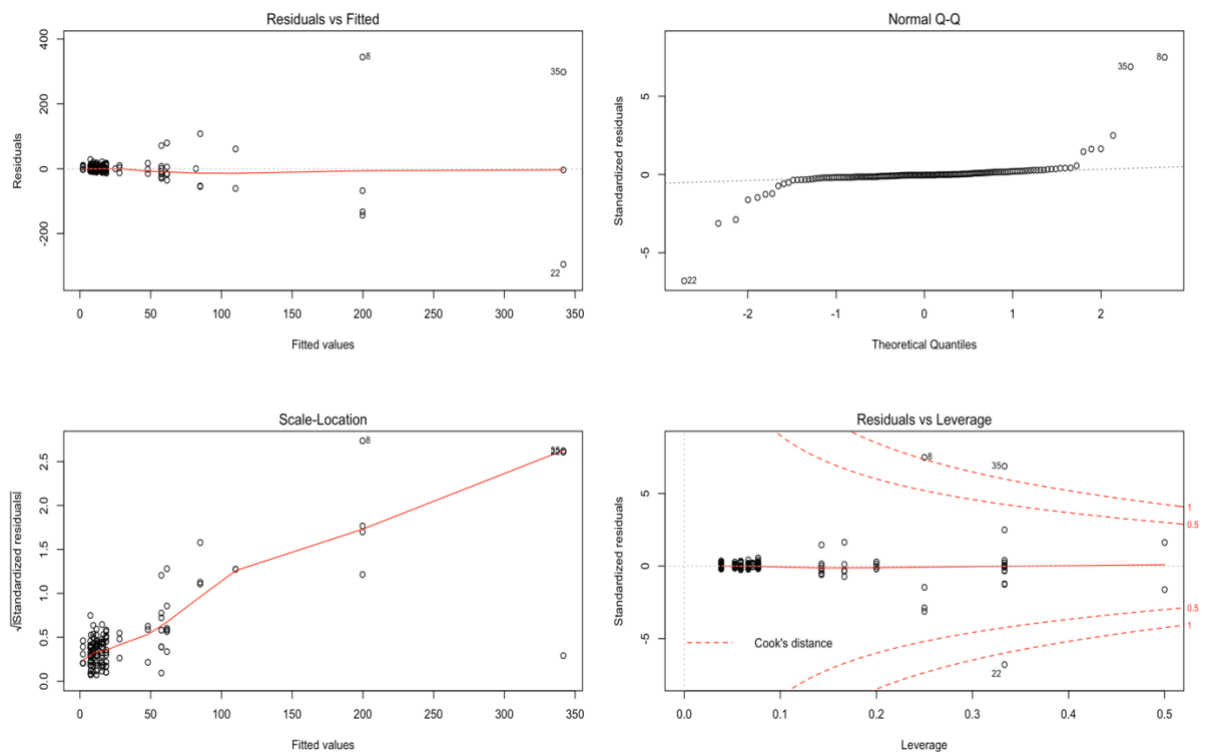 Residuals vs Fitted
Residuals
400
200
0
-200
8
35
22
0 50 100 150 200 250 300 350
Fitted values
Normal Q-Q
Standardized residuals
5
0
-5
35
8
22
-2 -1 0 1 2
Theoretical Quantiles
Scale-Location
√|Standardized residuals|
2.5
2.0
1.5
1.0
0.5
0.0
8
0 50 100 150 200 250 300 350
Fitted values
Residuals vs Leverage
Standardized residuals
5
0
-5
8
35
22
1
0.5
0.5
1
Cook's distance
0.0 0.1 0.2 0.3 0.4 0.5
Leverage